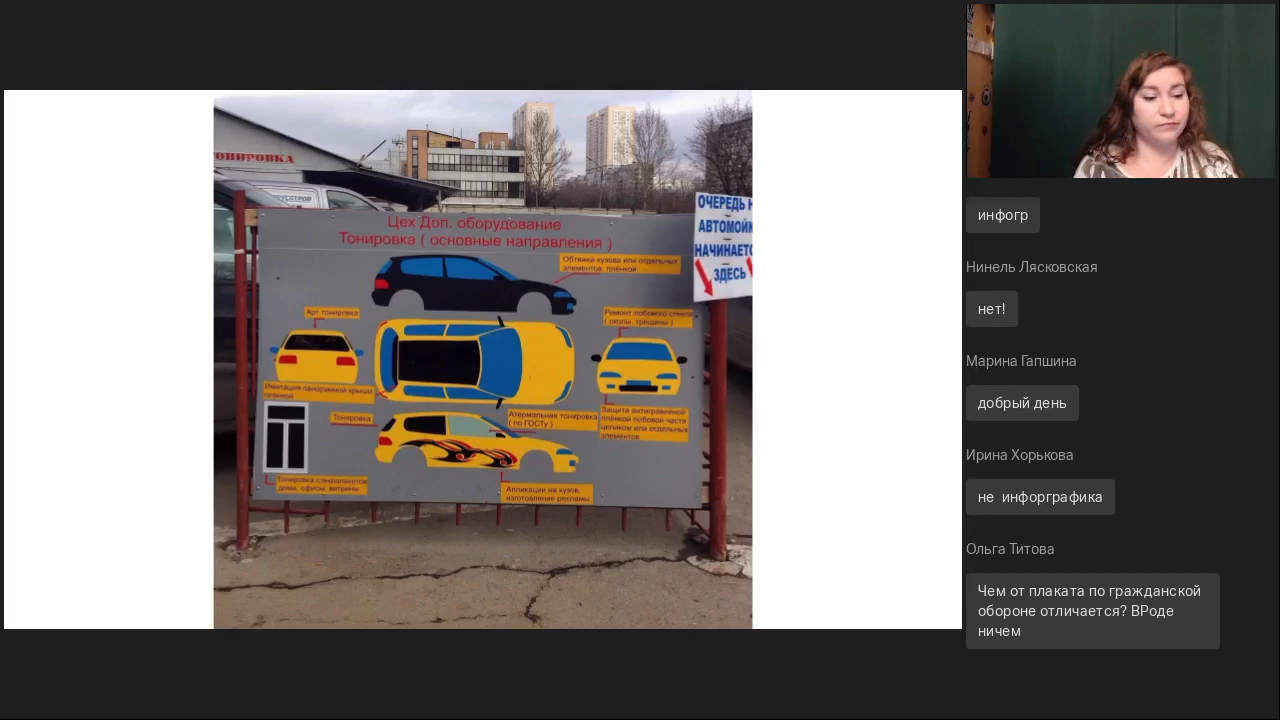 ТОНИРОВКА
Цех Доп. оборудование
Тонировка ( основные направления )
ОЧЕРЕДЬ Н
АВТОМОЙК
НАЧИНАЕТС
ЗДЕСЬ
Обтяжка кузова или отдельных
элементов плёнкой
Арт тонировка
Ремонт лобового стекла
( сколы, трещины )
Имитация панорамной крыши
плёнкой
Тонировка
Атермальная тонировка
( по ГОСТу )
Защита антигравийной
плёнкой лобовой части
целиком или отдельных
элементов
Тонировка стеклопакетов
дома, офисы, витрины
Аппликации на кузов,
изготовление рекламы
инфогр
Нинель Лясковская
нет!
Марина Гапшина
добрый день
Ирина Хорькова
не инфорграфика
Ольга Титова
Чем от плаката по гражданской
обороне отличается? ВРоде
ничем